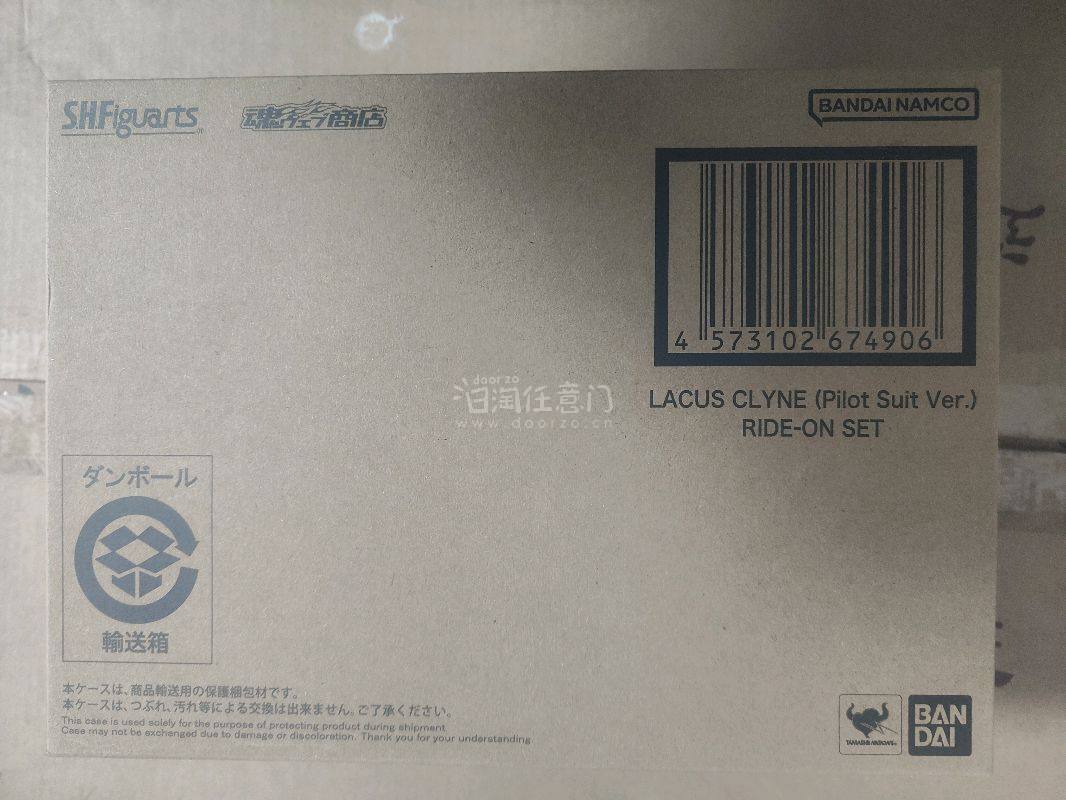 S.H.Figuarts
魂ウェブ商店
BANDAI NAMCO
4 573102 674906
LACUS CLYNE (Pilot Suit Ver.)
RIDE-ON SET
doorzo
任意门
www.doorzo.cn
ダンボール
輸送箱
本ケースは、商品輸送用の保護梱包材です。
本ケースは、つぶれ、汚れ等による交換は出来ません。ご了承ください。
This case is used solely for the purpose of protecting product during shipment
Case may not be exchanged due to damage or discoloration. Thank you for your understanding
TAMASHII NATIONS
BAN
DAI